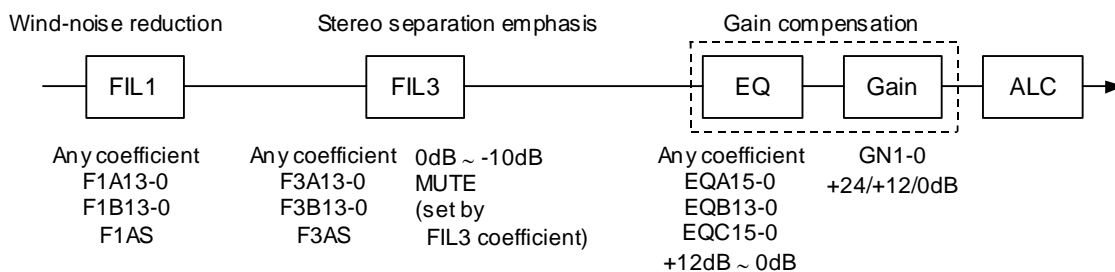 Wind-noise reduction
Stereo separation emphasis
Gain compensation
FIL1
FIL3
EQ
Gain
ALC
Any coefficient
F1A13-0
F1B13-0
F1AS
Any coefficient
F3A13-0
F3B13-0
F3AS
0dB ~ -10dB
MUTE
(set by
FIL3 coefficient)
Any coefficient
EQA15-0
EQB13-0
EQC15-0
+12dB ~ 0dB
GN1-0
+24/+12/0dB